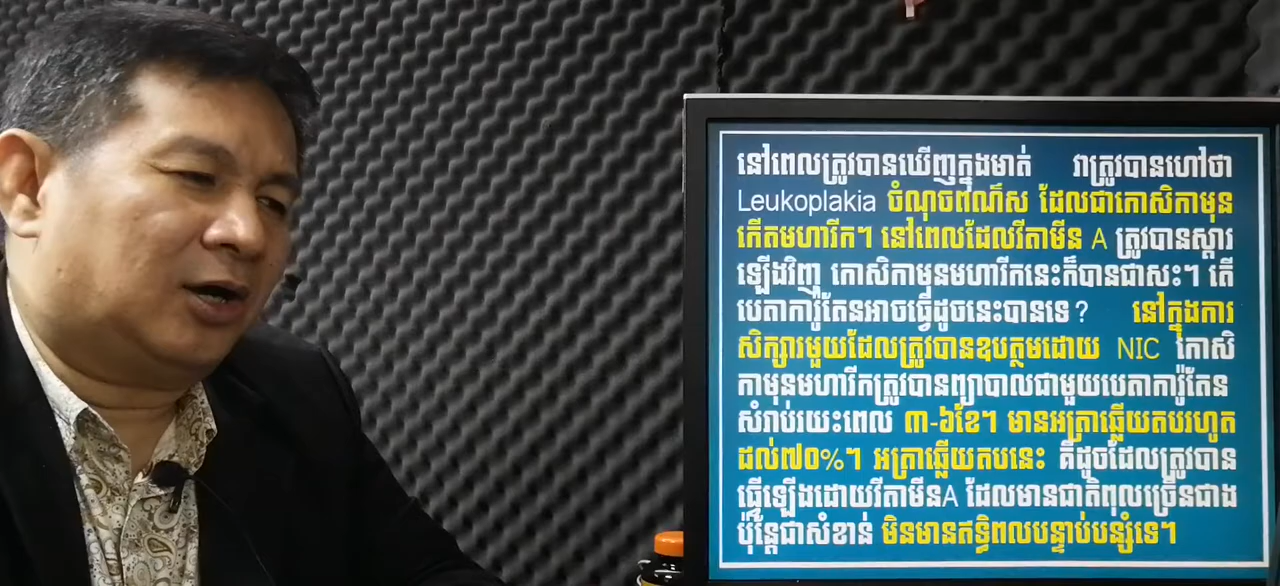 នៅពេលត្រូវបានឃើញក្នុងមាត់ វាត្រូវបានហៅថា
Leukoplakia ចំណុចពណ៌ស ដែលជាកោសិកាមុន
កើតមហារីក។ នៅពេលដែលវីតាមីន A ត្រូវបានស្តារ
ឡើងវិញ កោសិកាមុនមហារីកនេះក៏បានជាសះ។ តើ
បេតាការ៉ូតែនអាចធ្វើដូចនេះបានទេ? នៅក្នុងការ
សិក្សារមួយដែលត្រូវបានឧបត្ថមដោយ NIC កោសិ
កាមុនមហារីកត្រូវបានព្យាបាលជាមួយបេតាការ៉ូតែន
សំរាប់រយះពេល ៣-៦ខែ។ មានអត្រាឆ្លើយតបរហូត
ដល់៧០%។ អត្រាឆ្លើយតបនេះ គឺដូចដែលត្រូវបាន
ធ្វើឡើងដោយវីតាមីនA ដែលមានជាតិពុលច្រើនជាង
ប៉ុន្តែជាសំខាន់ មិនមានឥទ្ធិពលបន្ទាប់បន្សំទេ។